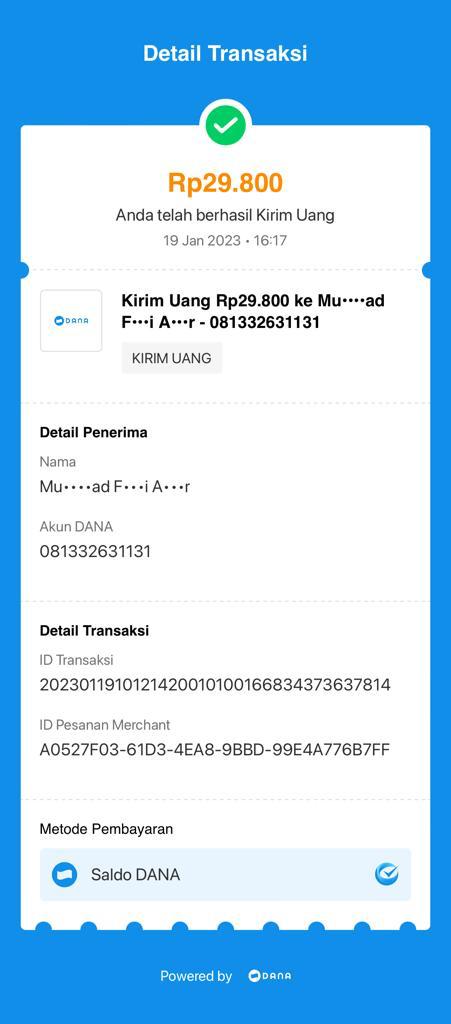 Detail Transaksi
Rp29.800
Anda telah berhasil Kirim Uang
19 Jan 2023 • 16:17
DANA
Kirim Uang Rp29.800 ke Mu••••ad
F•••i A•••r - 081332631131
KIRIM UANG
Detail Penerima
Nama
Mu••••ad F•••i A•••r
Akun DANA
081332631131
Detail Transaksi
ID Transaksi
20230119101214200101001668343736​37814
ID Pesanan Merchant
A0527F03-61D3-4EA8-9BBD-99E4A776B7FF
Metode Pembayaran
Saldo DANA
Powered by DANA